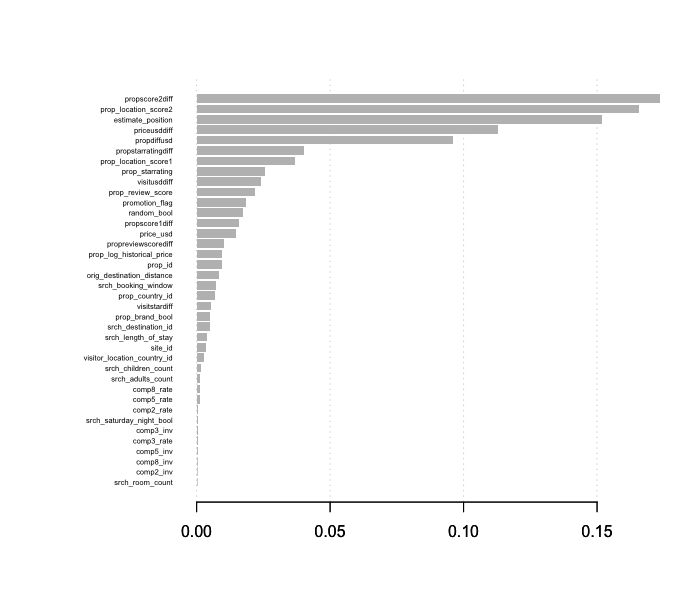 propscore2diff
prop_location_score2
estimate_position
priceusddiff
propdiffusd
propstarratingdiff
prop_location_score1
prop_starrating
visitusddiff
prop_review_score
promotion_flag
random_bool
propscore1diff
price_usd
propreviewscorediff
prop_log_historical_price
prop_id
orig_destination_distance
srch_booking_window
prop_country_id
visitstardiff
prop_brand_bool
srch_destination_id
srch_length_of_stay
site_id
visitor_location_country_id
srch_children_count
srch_adults_count
comp8_rate
comp5_rate
comp2_rate
srch_saturday_night_bool
comp3_inv
comp3_rate
comp5_inv
comp8_inv
comp2_inv
srch_room_count
0.00 0.05 0.10 0.15